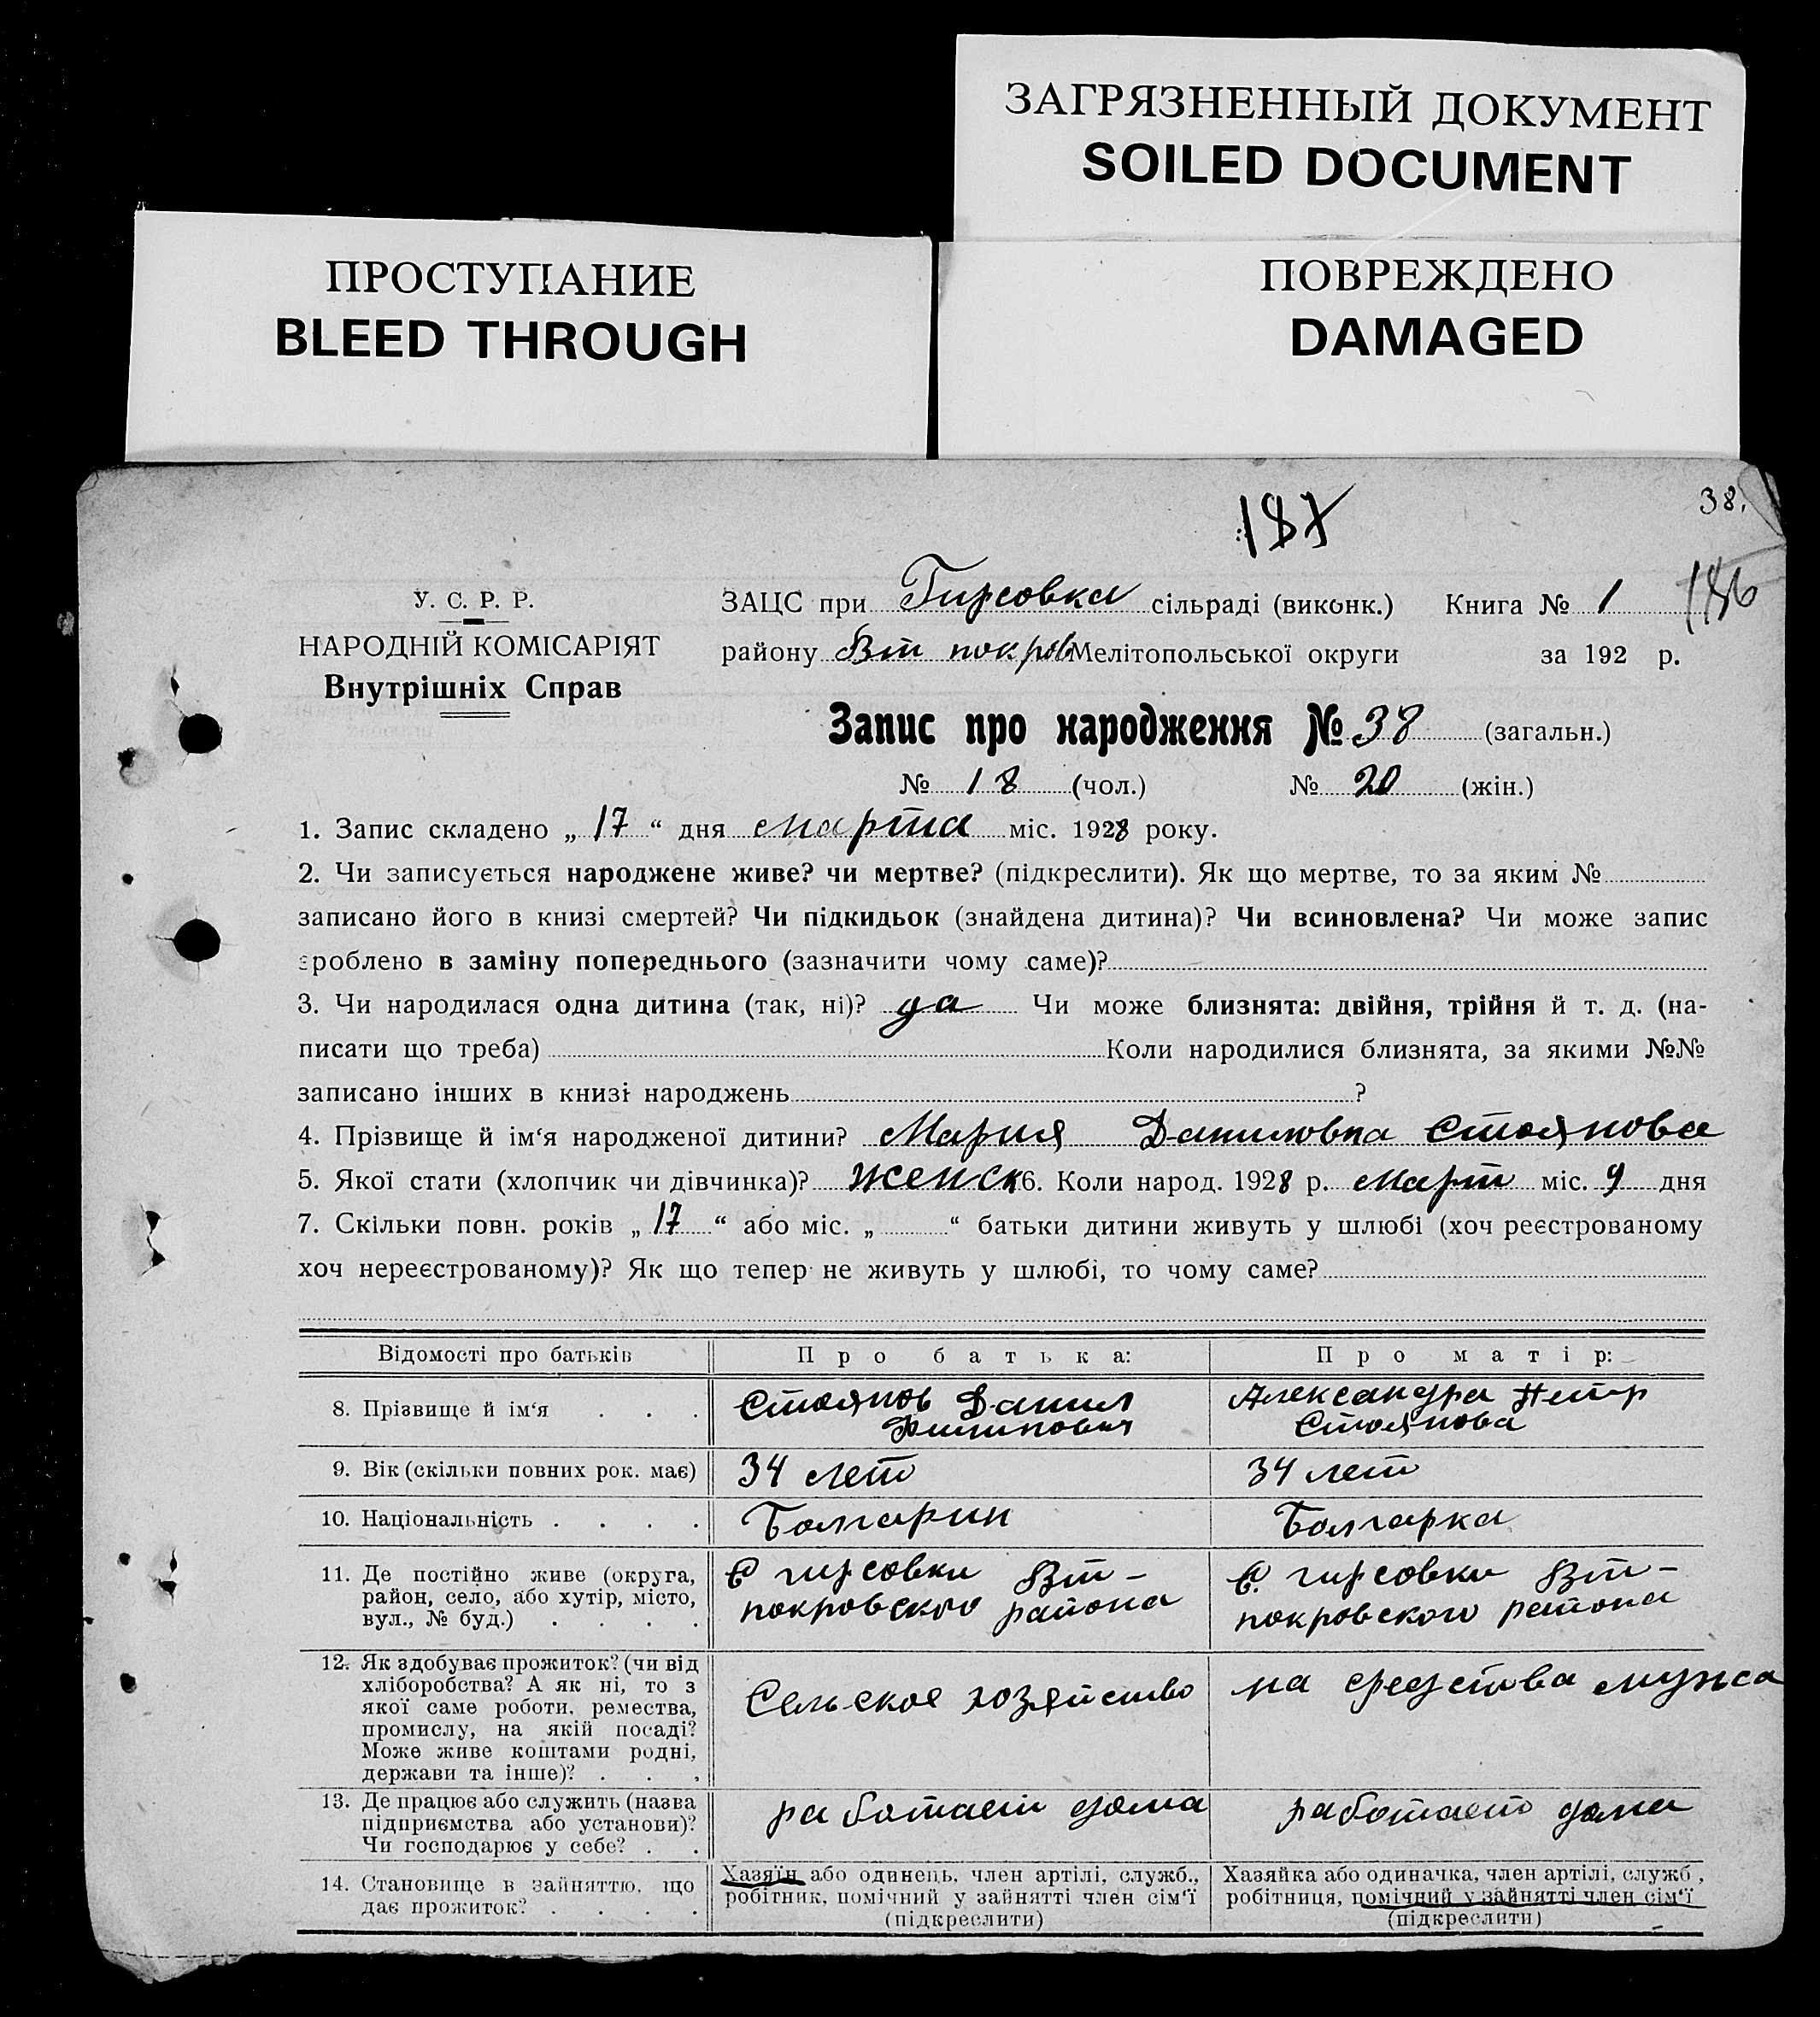 ЗАГРЯЗНЕННЫЙ ДОКУМЕНТ
SOILED DOCUMENT
ПРОСТУПАНИЕ
BLEED THROUGH
ПОВРЕЖДЕНО
DAMAGED
38.
187
186
У. С. Р. Р.
НАРОДНІЙ КОМІСАРІЯТ
Внутрішніх Справ
ЗАЦС при Гирсовка сільраді (виконк.) Книга № 1
району Вт покров Мелітопольської округи за 192 р.
Запис про народження № 38 (загальн.)
№ 18 (чол.) № 20 (жін.)
1. Запис складено „ 17 “ дня марта міс. 1928 року.
2. Чи записується народжене живе? чи мертве? (підкреслити). Як що мертве, то за яким №
записано його в книзі смертей? Чи підкидьок (знайдена дитина)? Чи всиновлена? Чи може запис
зроблено в заміну попереднього (зазначити чому саме)?
3. Чи народилася одна дитина (так, ні)? да Чи може близнята: двійня, трійня й т. д. (на-
писати що треба) Коли народилися близнята, за якими №№
записано інших в книзі народжень ?
4. Прізвище й ім‘я народженої дитини? Мария Даниловна Стоянова
5. Якої стати (хлопчик чи дівчинка)? женск 6. Коли народ. 1928 р. март міс. 9 дня
7. Скільки повн. років „ 17 “ або міс. „ “ батьки дитини живуть у шлюбі (хоч реєстрованому
хоч нереєстрованому)? Як що тепер не живуть у шлюбі, то чому саме?
Відомості про батьків Про батька: Про матір:
8. Прізвище й ім‘я . . . Стоянов Данил Филипович Александра Петр Стоянова
9. Вік (скільки повних рок. має) 34 лет 34 лет
10. Національність . . . . Болгарин Болгарка
11. Де постійно живе (округа,
район, село, або хутір, місто,
вул., № буд.) . . . .
С гирсовки Вт-
покровского района
С. гирсовки Вт-
покровского района
12. Як здобуває прожиток? (чи від
хліборобства? А як ні, то з
якої саме роботи, ремества,
промислу, на якій посаді?
Може живе коштами родні,
держави та інше)? . . .
Сельское хозяйство
на средства мужа
13. Де працює або служить (назва
підприємства або установи)?
Чи господарює у себе? . .
работает дома
работает дома
14. Становище в зайняттю, що
дає прожиток? . . . .
Хазяїн або одинець, член артілі, служб.,
робітник, помічний у зайнятті член сім‘ї
(підкреслити)
Хазяйка або одиначка, член артілі, служб.,
робітниця, помічний у зайнятті член сім‘ї
(підкреслити)